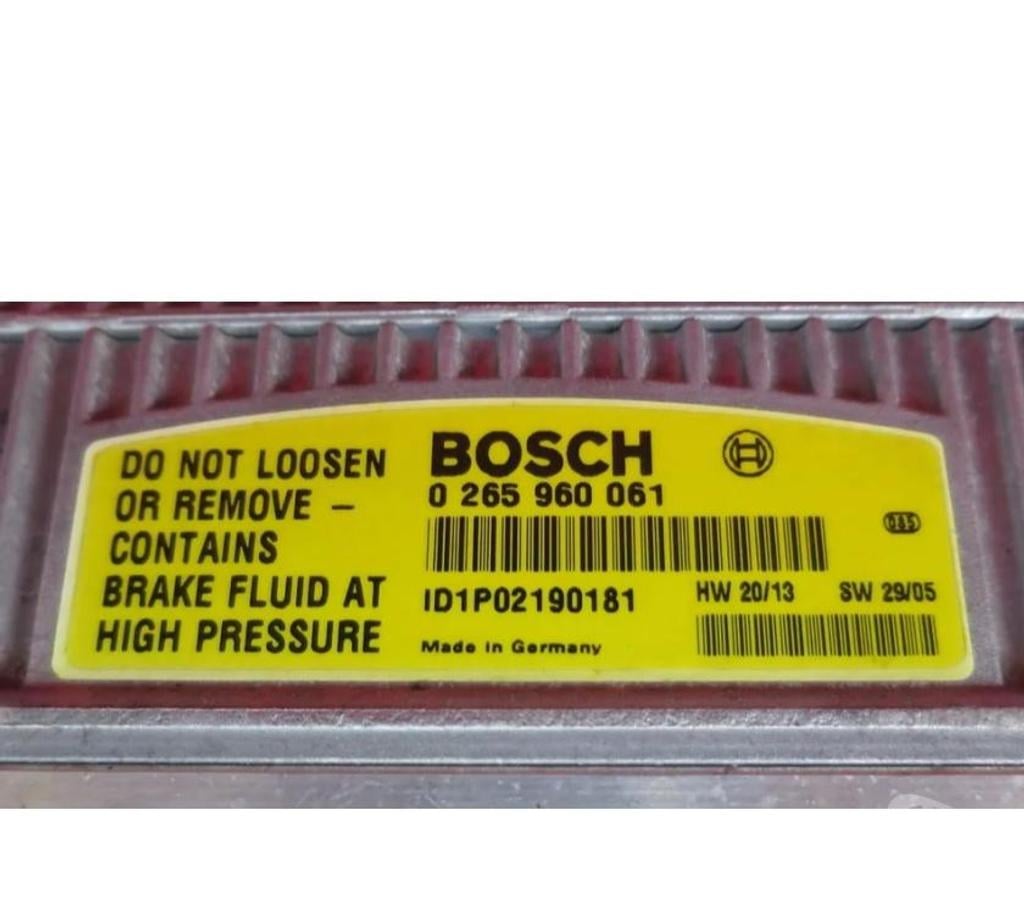 DO NOT LOOSEN
OR REMOVE –
CONTAINS
BRAKE FLUID AT
HIGH PRESSURE
BOSCH
0 265 960 061
085
ID1P02190181
HW 20/13 SW 29/05
Made in Germany